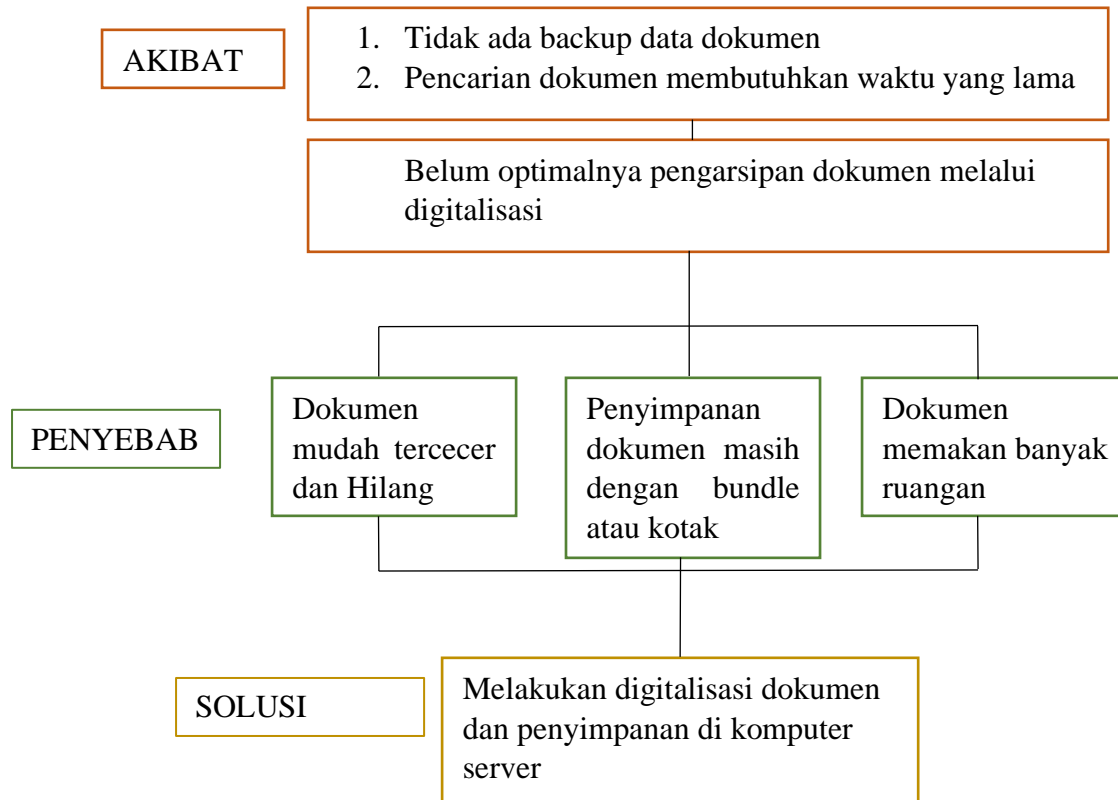 AKIBAT
1. Tidak ada backup data dokumen
2. Pencarian dokumen membutuhkan waktu yang lama
Belum optimalnya pengarsipan dokumen melalui
digitalisasi
PENYEBAB
Dokumen
mudah tercecer
dan Hilang
Penyimpanan
dokumen masih
dengan bundle
atau kotak
Dokumen
memakan banyak
ruangan
SOLUSI
Melakukan digitalisasi dokumen
dan penyimpanan di komputer
server